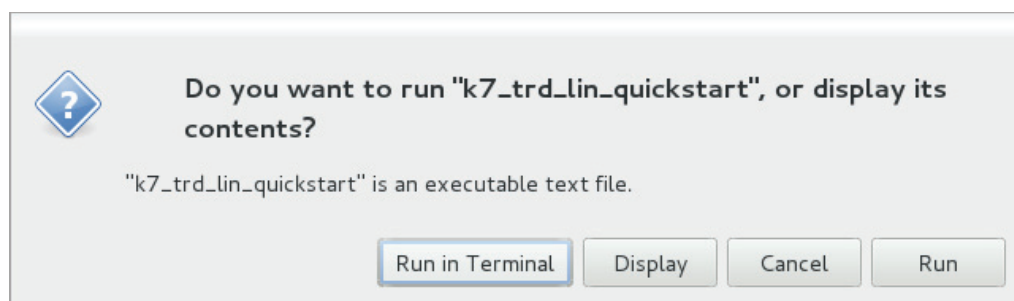 Do you want to run "k7_trd_lin_quickstart", or display its
contents?
"k7_trd_lin_quickstart" is an executable text file.
Run in Terminal Display Cancel Run